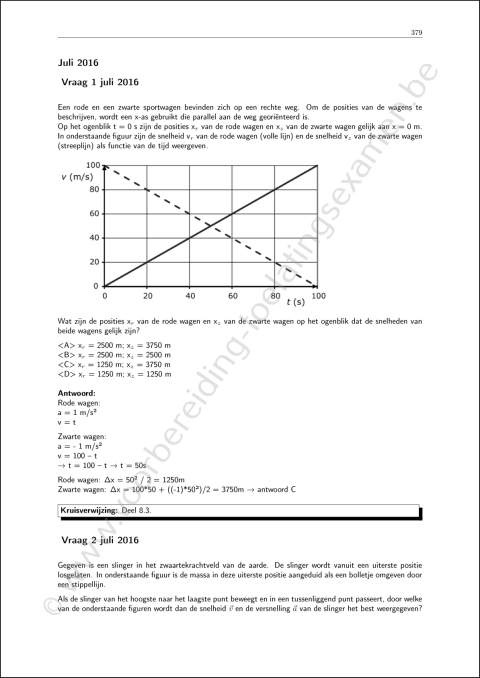 379
Juli 2016
Vraag 1 juli 2016
Een rode en een zwarte sportwagen bevinden zich op een rechte weg. Om de posities van de wagens te
beschrijven, wordt een x-as gebruikt die parallel aan de weg georiënteerd is.
Op het ogenblik t = 0 s zijn de posities xᵣ van de rode wagen en x_z van de zwarte wagen gelijk aan x = 0 m.
In onderstaande figuur zijn de snelheid vᵣ van de rode wagen (volle lijn) en de snelheid v_z van de zwarte wagen
(streeplijn) als functie van de tijd weergeven.
v (m/s)
100
80
60
40
20
0
0 20 40 60 80 100
t (s)
Wat zijn de posities xᵣ van de rode wagen en x_z van de zwarte wagen op het ogenblik dat de snelheden van
beide wagens gelijk zijn?
<A> xᵣ = 2500 m; x_z = 3750 m
<B> xᵣ = 2500 m; x_z = 2500 m
<C> xᵣ = 1250 m; x_z = 3750 m
<D> xᵣ = 1250 m; x_z = 1250 m
Antwoord:
Rode wagen:
a = 1 m/s²
v = t
Zwarte wagen:
a = - 1 m/s²
v = 100 – t
→ t = 100 – t → t = 50s
Rode wagen: Δx = 50² / 2 = 1250m
Zwarte wagen: Δx = 100*50 + ((-1)*50²)/2 = 3750m → antwoord C
Kruisverwijzing: Deel 8.3.
Vraag 2 juli 2016
Gegeven is een slinger in het zwaartekrachtveld van de aarde. De slinger wordt vanuit een uiterste positie
losgelaten. In onderstaande figuur is de massa in deze uiterste positie aangeduid als een bolletje omgeven door
een stippellijn.
Als de slinger van het hoogste naar het laagste punt beweegt en in een tussenliggend punt passeert, door welke
van de onderstaande figuren wordt dan de snelheid v⃗ en de versnelling a⃗ van de slinger het best weergegeven?
© www.voorbereiding-toelatingsexamen.be